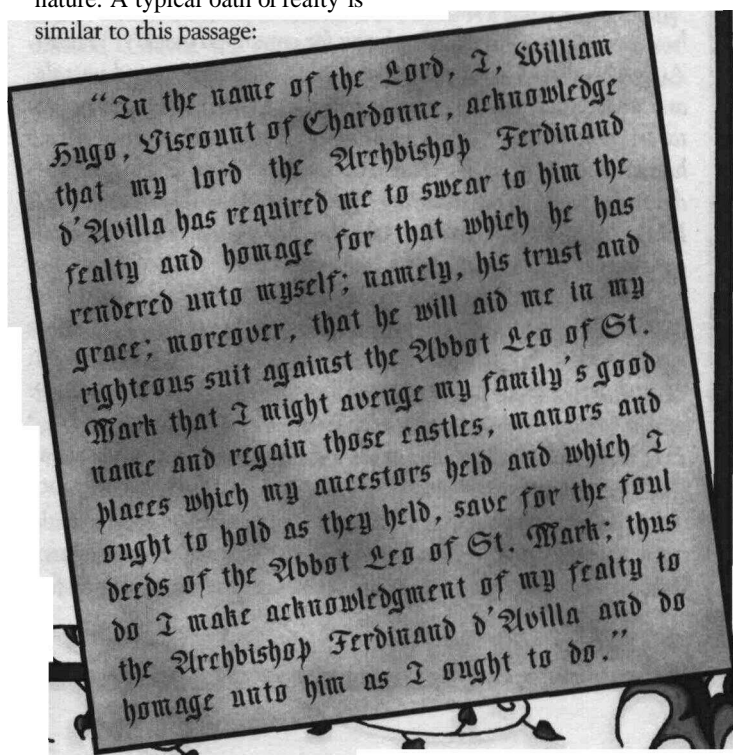 nature. A typical oath of fealty is
similar to this passage:
“In the name of the Lord, I, William
Hugo, Viscount of Chardonne, acknowledge
that my lord the Archbishop Ferdinand
d’Avilla has required me to swear to him the
fealty and homage for that which he has
rendered unto myself; namely, his trust and
grace; moreover, that he will aid me in my
righteous suit against the Abbot Leo of St.
Mark that I might avenge my family’s good
name and regain those castles, manors and
places which my ancestors held and which I
ought to hold as they held, save for the foul
deeds of the Abbot Leo of St. Mark; thus
do I make acknowledgment of my fealty to
the Archbishop Ferdinand d’Avilla and do
homage unto him as I ought to do.”